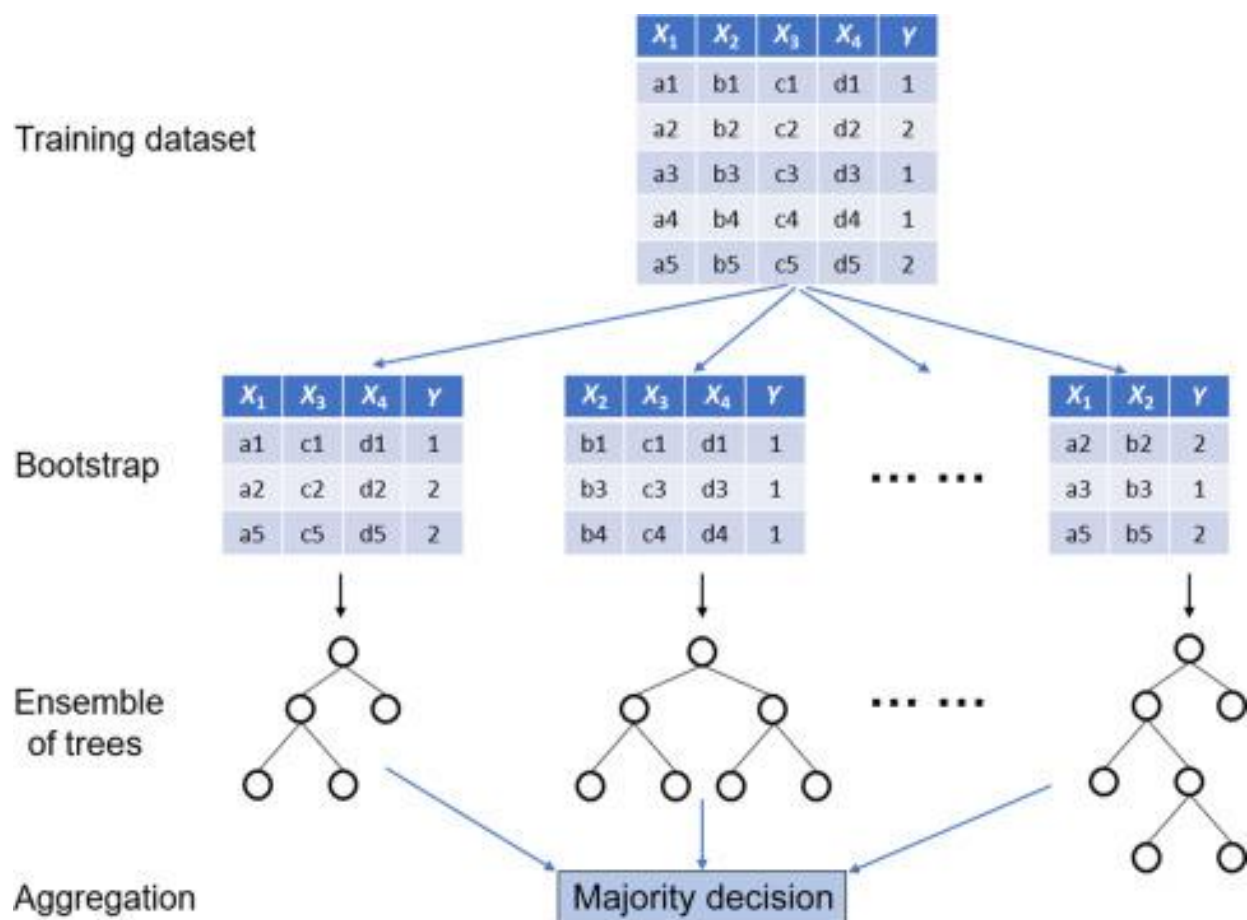 X1 X2 X3 X4 Y
a1 b1 c1 d1 1
a2 b2 c2 d2 2
Training dataset
a3 b3 c3 d3 1
a4 b4 c4 d4 1
a5 b5 c5 d5 2
X1 X3 X4 Y
a1 c1 d1 1
a2 c2 d2 2
a5 c5 d5 2
X2 X3 X4 Y
b1 c1 d1 1
b3 c3 d3 1
b4 c4 d4 1
X1 X2 Y
a2 b2 2
a3 b3 1
a5 b5 2
Bootstrap
... ...
Ensemble
of trees
... ...
Aggregation
Majority decision